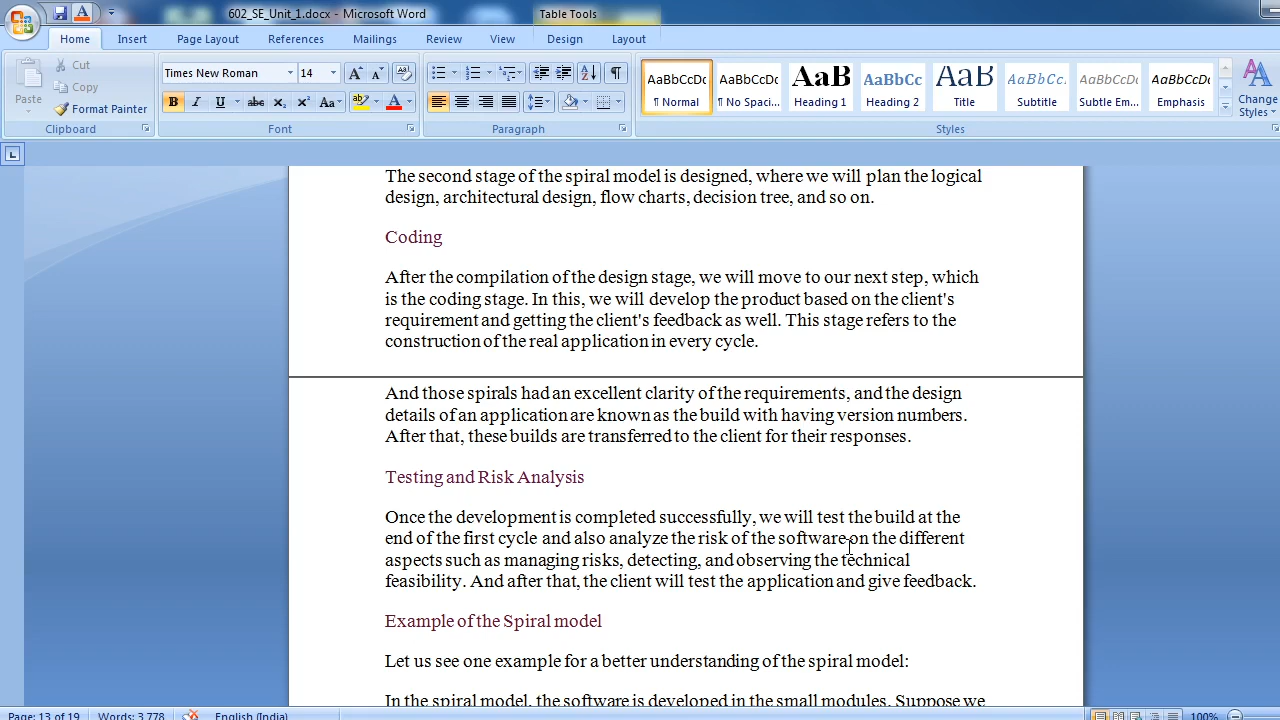 602_SE_Unit_1.docx - Microsoft Word
Table Tools
Home Insert Page Layout References Mailings Review View Design Layout
Cut
Copy
Format Painter
Paste
Clipboard
Times New Roman 14
B I U abc x₂ x² Aa
Font
Paragraph
AaBbCcDc AaBbCcDc AaB AaBbCc AaB AaBbCc. AaBbCcDc AaBbCcDc
¶ Normal ¶ No Spaci... Heading 1 Heading 2 Title Subtitle Subtle Em... Emphasis
Change
Styles
Styles
The second stage of the spiral model is designed, where we will plan the logical
design, architectural design, flow charts, decision tree, and so on.
Coding
After the compilation of the design stage, we will move to our next step, which
is the coding stage. In this, we will develop the product based on the client's
requirement and getting the client's feedback as well. This stage refers to the
construction of the real application in every cycle.
And those spirals had an excellent clarity of the requirements, and the design
details of an application are known as the build with having version numbers.
After that, these builds are transferred to the client for their responses.
Testing and Risk Analysis
Once the development is completed successfully, we will test the build at the
end of the first cycle and also analyze the risk of the software on the different
aspects such as managing risks, detecting, and observing the technical
feasibility. And after that, the client will test the application and give feedback.
Example of the Spiral model
Let us see one example for a better understanding of the spiral model:
In the spiral model, the software is developed in the small modules. Suppose we
Page: 13 of 19 Words: 3,778 English (India) 100%